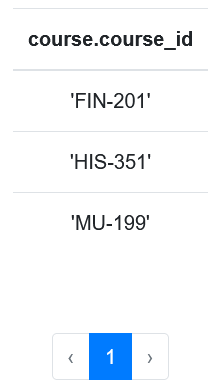 course.course_id
'FIN-201'
'HIS-351'
'MU-199'
‹ 1 ›